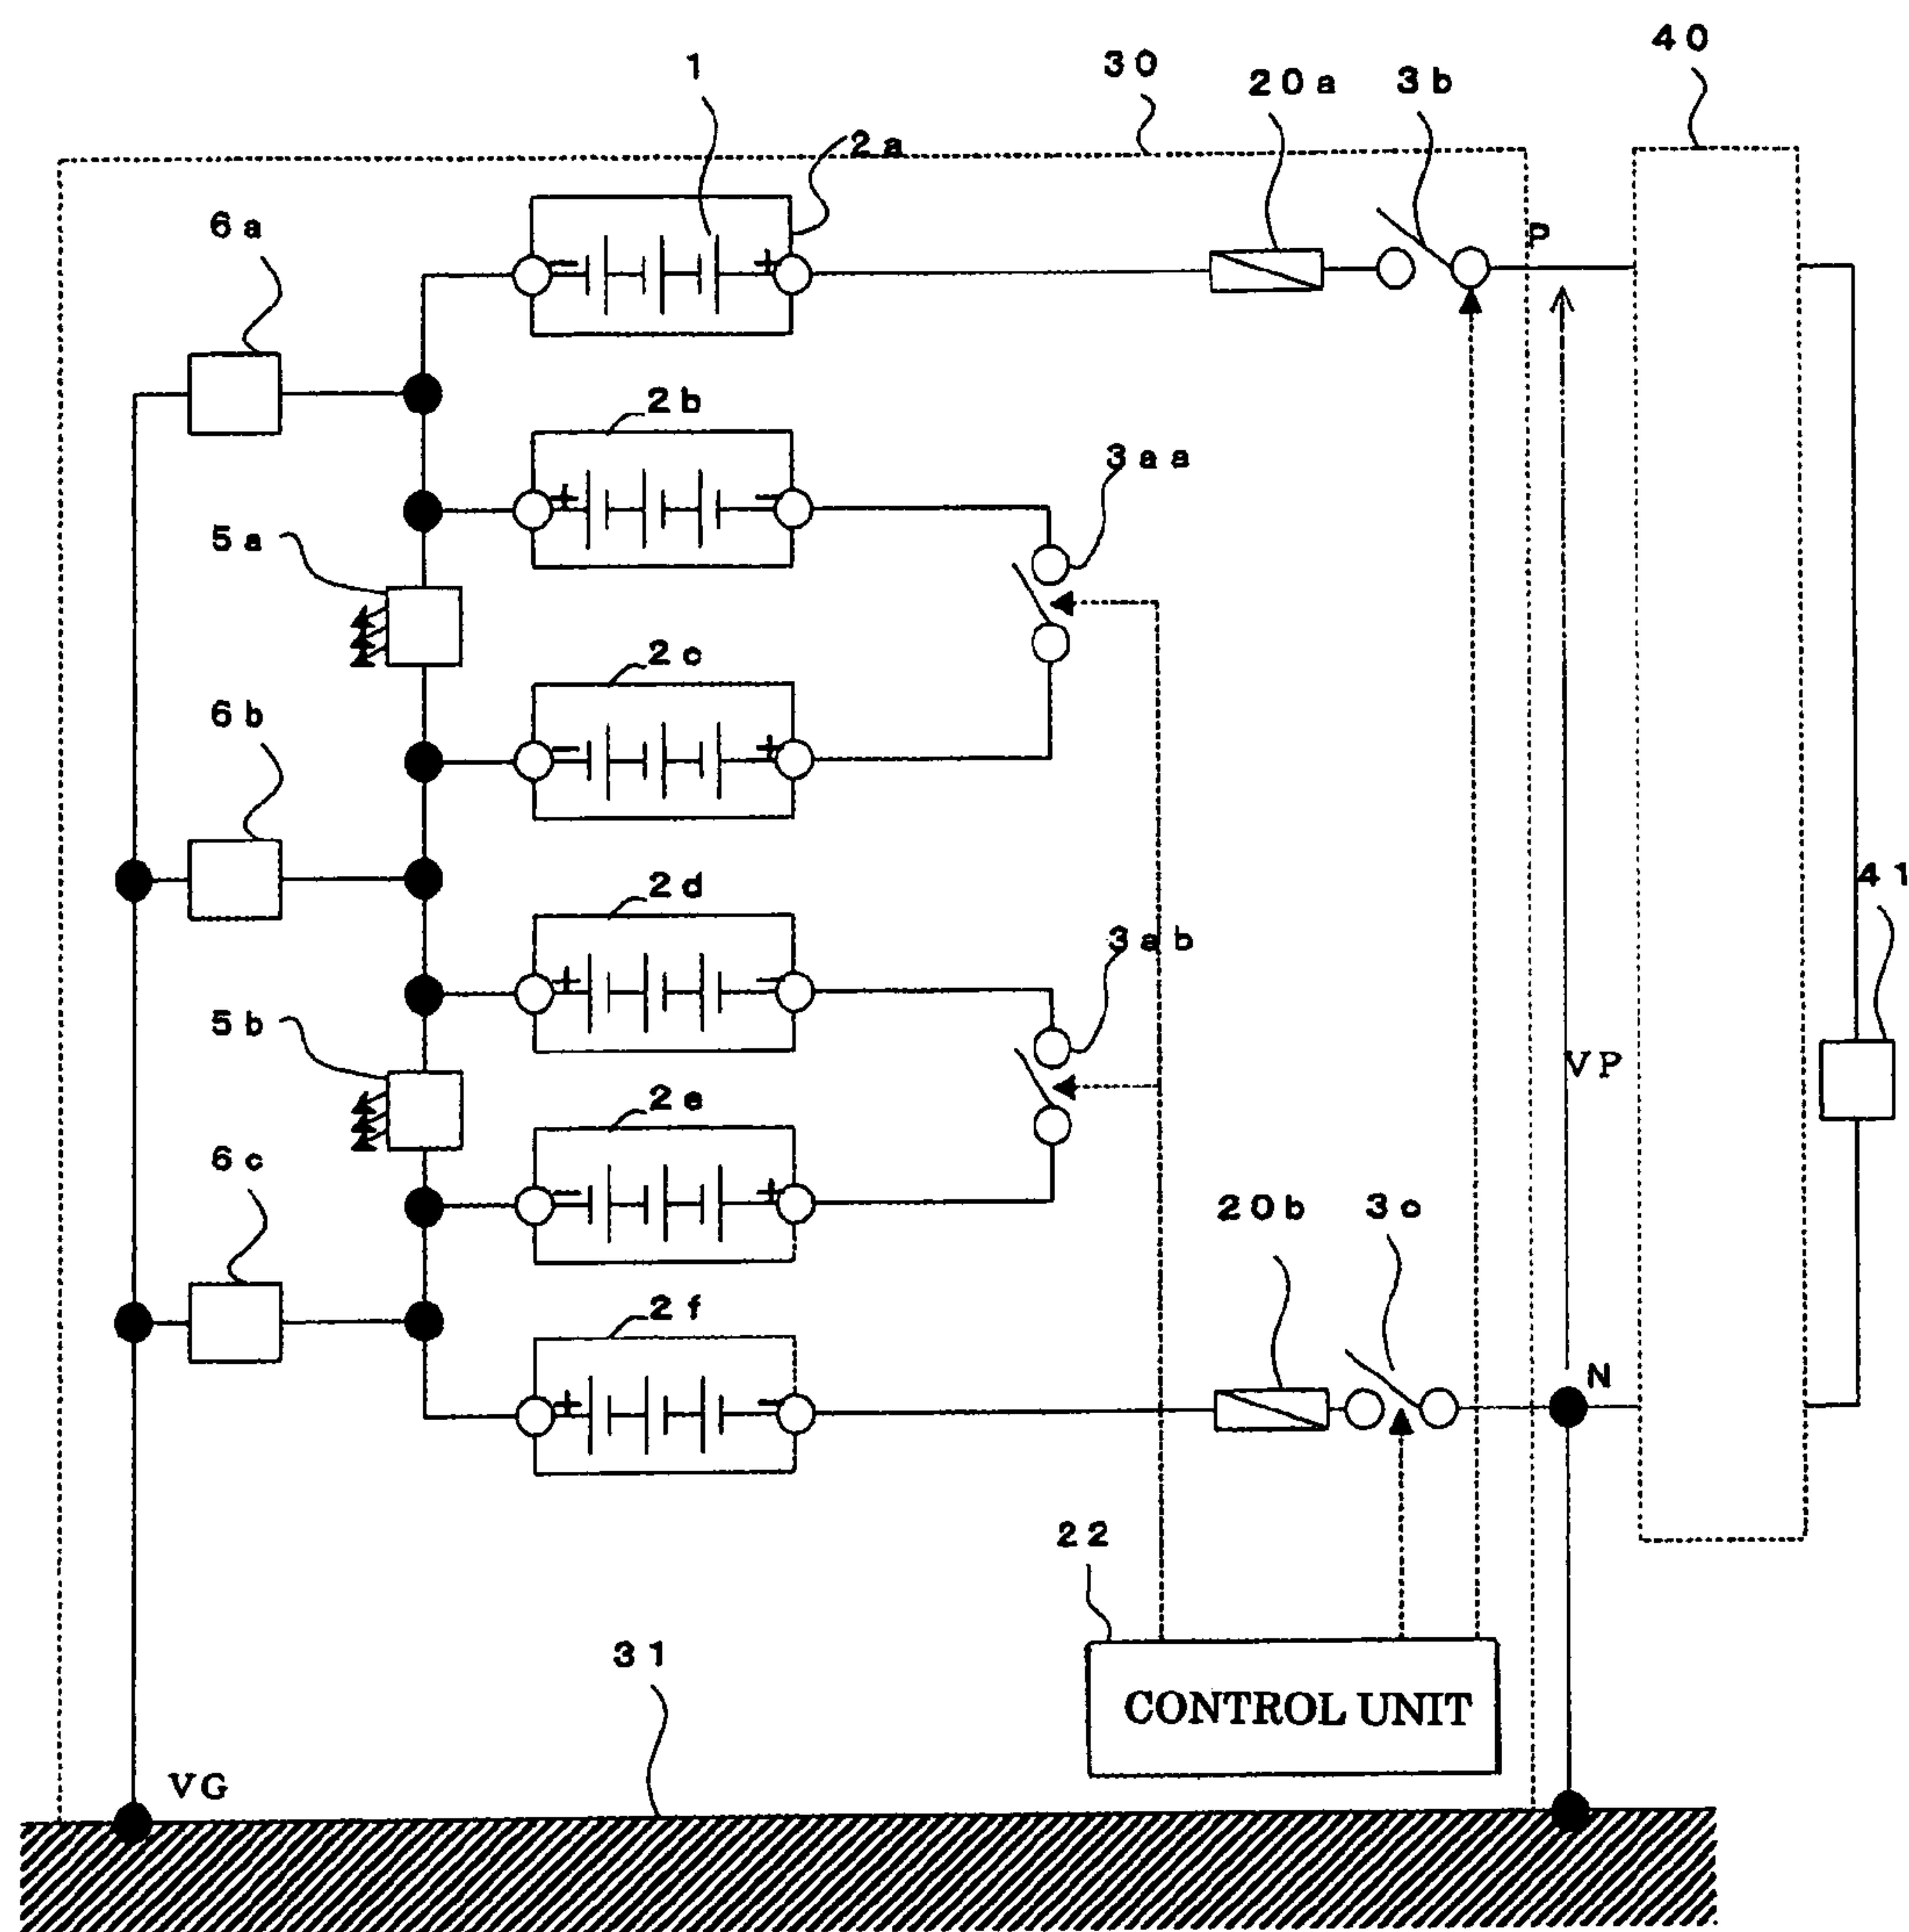 40
1
30
20a
3b
2a
6a
- +
P
2b
3aa
+ -
5a
2c
6b
- +
41
2d
3ab
+ -
5b
VP
2e
6c
- +
20b
3c
2f
N
+ -
22
31
CONTROL UNIT
VG